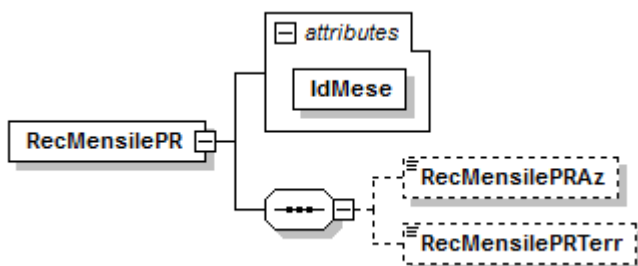 attributes
IdMese
RecMensilePR
RecMensilePRAz
RecMensilePRTerr